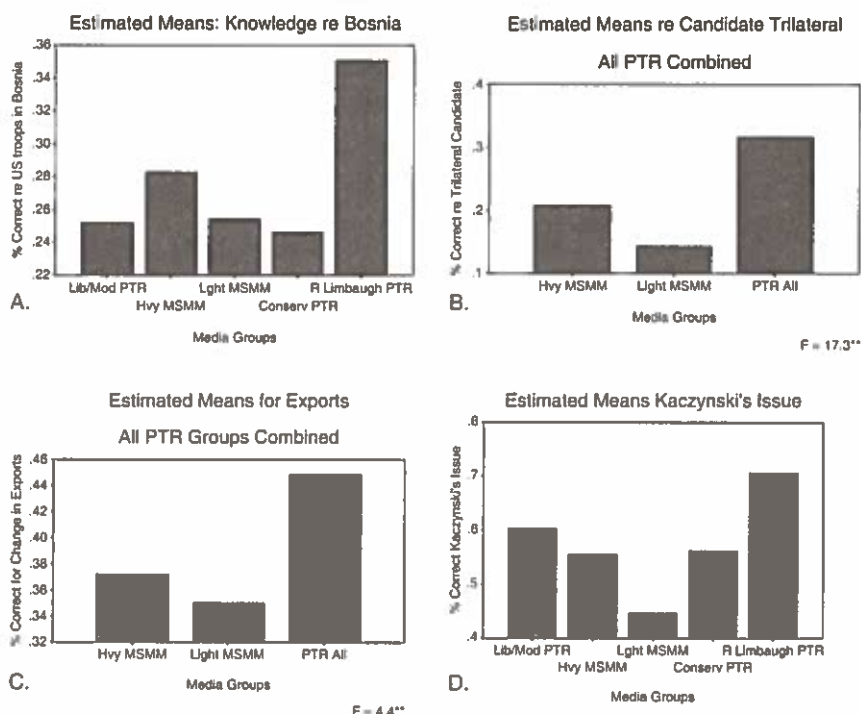 Estimated Means: Knowledge re Bosnia
% Correct re US troops in Bosnia
.36
.34
.32
.30
.28
.26
.24
.22
Lib/Mod PTR
Lght MSMM
R Limbaugh PTR
Hvy MSMM
Conserv PTR
A.
Media Groups
Estimated Means re Candidate Trilateral
All PTR Combined
% Correct re Trilateral Candidate
.4
.3
.2
.1
Hvy MSMM
Light MSMM
PTR All
B.
Media Groups
F = 17.3**
Estimated Means for Exports
All PTR Groups Combined
% Correct for Change in Exports
.46
.44
.42
.40
.38
.36
.34
.32
Hvy MSMM
Light MSMM
PTR All
C.
Media Groups
F = 4.4**
Estimated Means Kaczynski's Issue
% Correct Kaczynski's Issue
.8
.7
.6
.5
.4
Lib/Mod PTR
Lght MSMM
R Limbaugh PTR
Hvy MSMM
Conserv PTR
D.
Media Groups